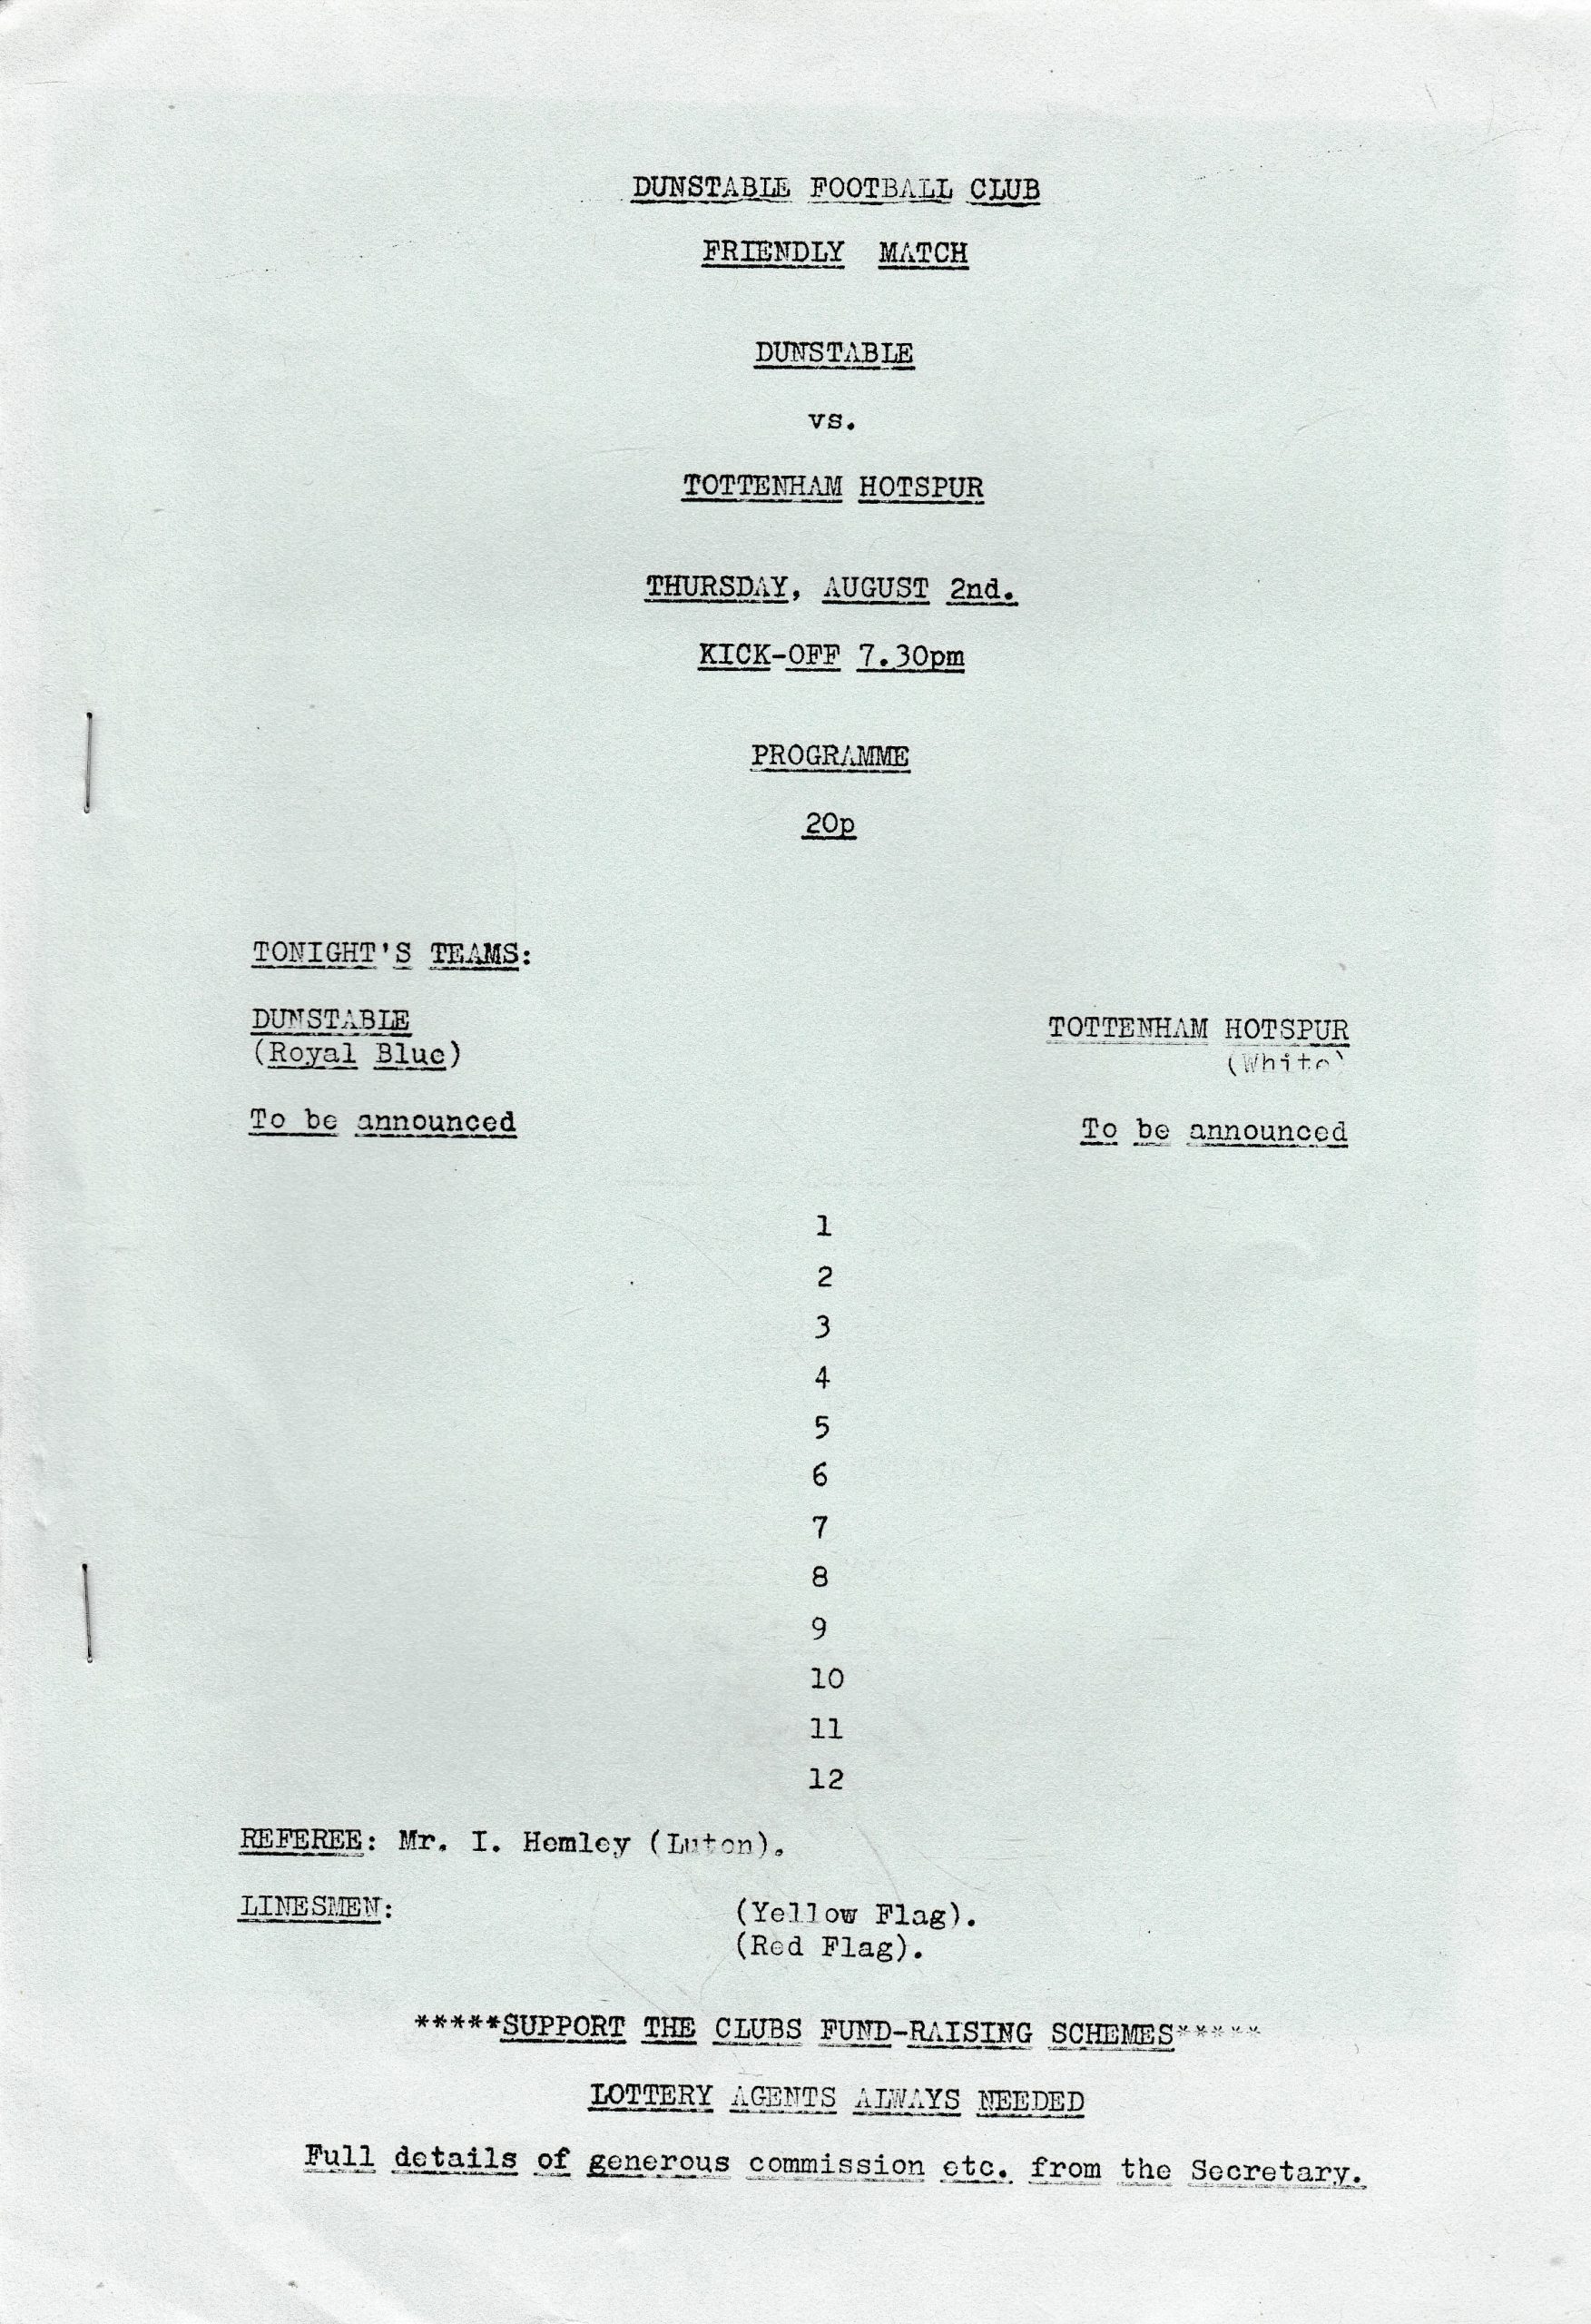 DUNSTABLE FOOTBALL CLUB
FRIENDLY MATCH
DUNSTABLE
vs.
TOTTENHAM HOTSPUR
THURSDAY, AUGUST 2nd.
KICK-OFF 7.30pm
PROGRAMME
20p
TONIGHT'S TEAMS:
DUNSTABLE
(Royal Blue)
To be announced
TOTTENHAM HOTSPUR
(White)
To be announced
1
2
3
4
5
6
7
8
9
10
11
12
REFEREE: Mr. I. Hemley (Luton).
LINESMEN: (Yellow Flag).
(Red Flag).
*****SUPPORT THE CLUBS FUND-RAISING SCHEMES*****
LOTTERY AGENTS ALWAYS NEEDED
Full details of generous commission etc. from the Secretary.